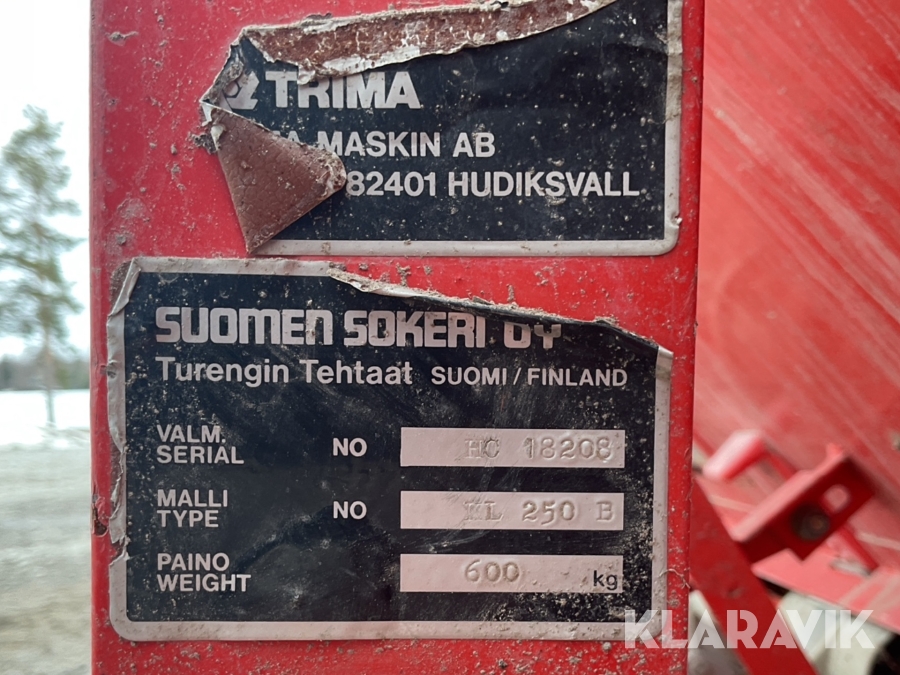 TRIMA
MASKIN AB
82401 HUDIKSVALL
SUOMEN SOKERI OY
Turengin Tehtaat SUOMI / FINLAND
VALM.
SERIAL NO HC 18208
MALLI
TYPE NO 250 B
PAINO
WEIGHT 600 kg
KLARAVIK